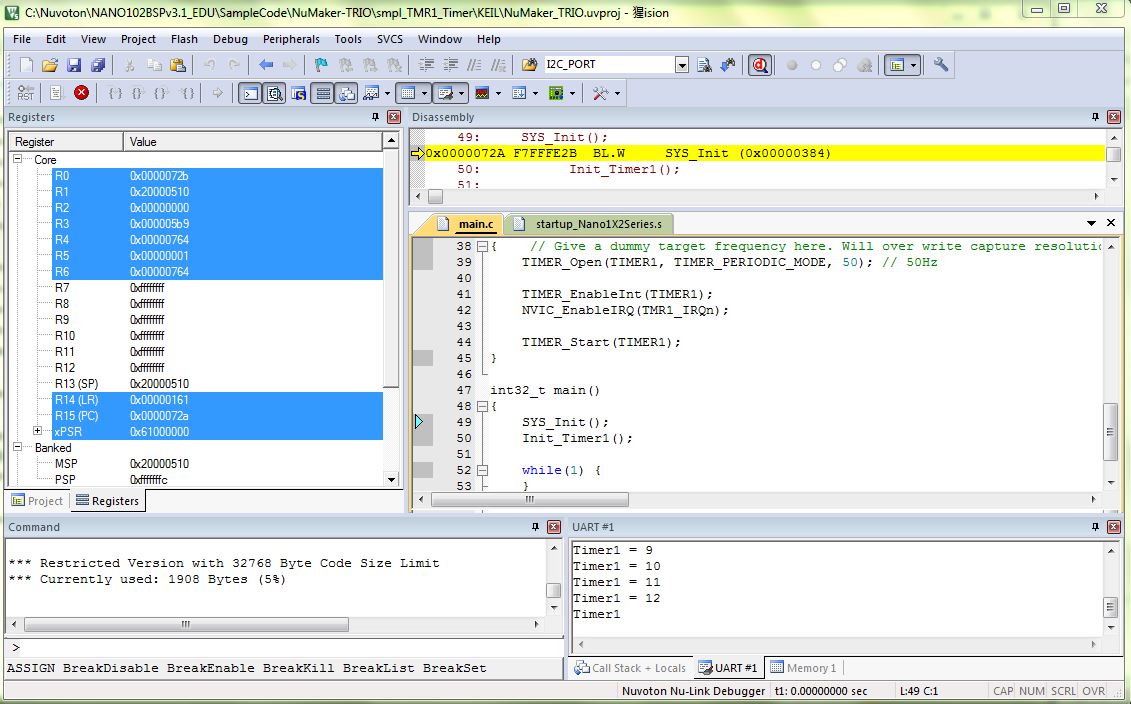 C:\Nuvoton\NANO102BSPv3.1_EDU\SampleCode\NuMaker-TRIO\smpl_TMR1_Timer\KEIL\NuMaker_TRIO.uvproj - 猩ision
File Edit View Project Flash Debug Peripherals Tools SVCS Window Help
I2C_PORT
RST
Registers
Register Value
Core
R0 0x0000072b
R1 0x20000510
R2 0x00000000
R3 0x000005b9
R4 0x00000764
R5 0x00000001
R6 0x00000764
R7 0xffffffff
R8 0xffffffff
R9 0xffffffff
R10 0xffffffff
R11 0xffffffff
R12 0xffffffff
R13 (SP) 0x20000510
R14 (LR) 0x00000161
R15 (PC) 0x0000072a
xPSR 0x61000000
Banked
MSP 0x20000510
PSP 0xfffffffc
Project Registers
Disassembly
49: SYS_Init();
0x0000072A F7FFFE2B BL.W SYS_Init (0x00000384)
50: Init_Timer1();
51:
main.c startup_Nano1X2Series.s
38 { // Give a dummy target frequency here. Will over write capture resolutio
39 TIMER_Open(TIMER1, TIMER_PERIODIC_MODE, 50); // 50Hz
40
41 TIMER_EnableInt(TIMER1);
42 NVIC_EnableIRQ(TMR1_IRQn);
43
44 TIMER_Start(TIMER1);
45 }
46
47 int32_t main()
48 {
49 SYS_Init();
50 Init_Timer1();
51
52 while(1) {
53 }
Command
*** Restricted Version with 32768 Byte Code Size Limit
*** Currently used: 1908 Bytes (5%)
>
ASSIGN BreakDisable BreakEnable BreakKill BreakList BreakSet
UART #1
Timer1 = 9
Timer1 = 10
Timer1 = 11
Timer1 = 12
Timer1
Call Stack + Locals UART #1 Memory 1
Nuvoton Nu-Link Debugger t1: 0.00000000 sec L:49 C:1 CAP NUM SCRL OVR